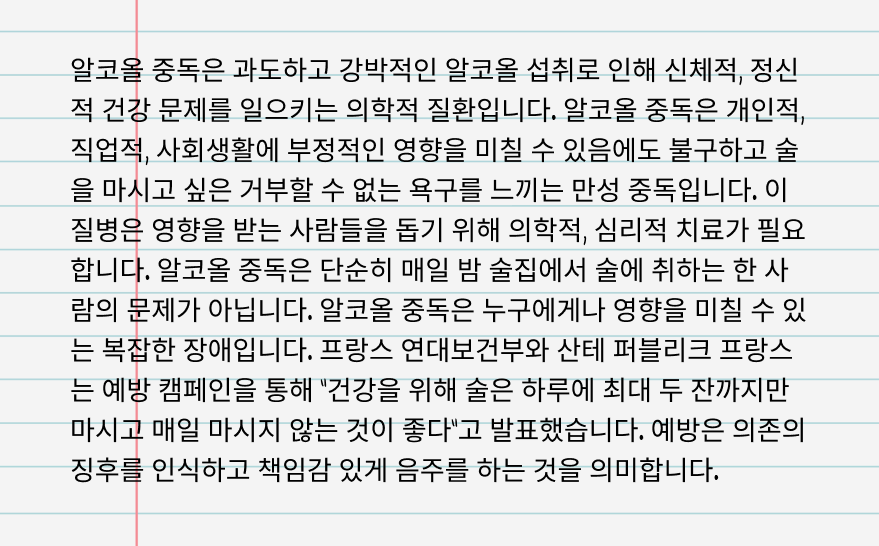 알코올 중독은 과도하고 강박적인 알코올 섭취로 인해 신체적, 정신
적 건강 문제를 일으키는 의학적 질환입니다. 알코올 중독은 개인적,
직업적, 사회생활에 부정적인 영향을 미칠 수 있음에도 불구하고 술
을 마시고 싶은 거부할 수 없는 욕구를 느끼는 만성 중독입니다. 이
질병은 영향을 받는 사람들을 돕기 위해 의학적, 심리적 치료가 필요
합니다. 알코올 중독은 단순히 매일 밤 술집에서 술에 취하는 한 사
람의 문제가 아닙니다. 알코올 중독은 누구에게나 영향을 미칠 수 있
는 복잡한 장애입니다. 프랑스 연대보건부와 산테 퍼블리크 프랑스
는 예방 캠페인을 통해 "건강을 위해 술은 하루에 최대 두 잔까지만
마시고 매일 마시지 않는 것이 좋다"고 발표했습니다. 예방은 의존의
징후를 인식하고 책임감 있게 음주를 하는 것을 의미합니다.